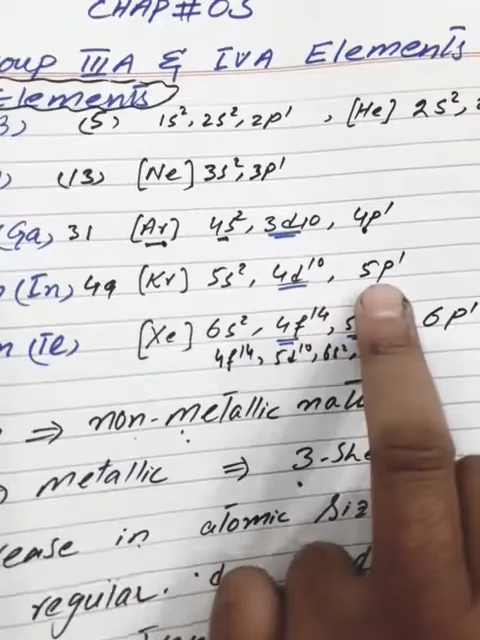 CHAP#03
oup IIIA & IVA Elements
Elements
3) (5) 1s², 2s², 2p¹ , [He] 2s²,
) (13) [Ne] 3s², 3p¹
(Ga) 31 [Ar] 4s², 3d10, 4p¹
(In) 49 [Kr] 5s², 4d¹⁰, 5p¹
[Xe] 6s², 4f¹⁴, 5 6p¹
4f¹⁴, 5d¹⁰, 6s²,
⇒ non-metallic nat
metallic ⇒ 3-She
ease in atomic Siz
regular. d d